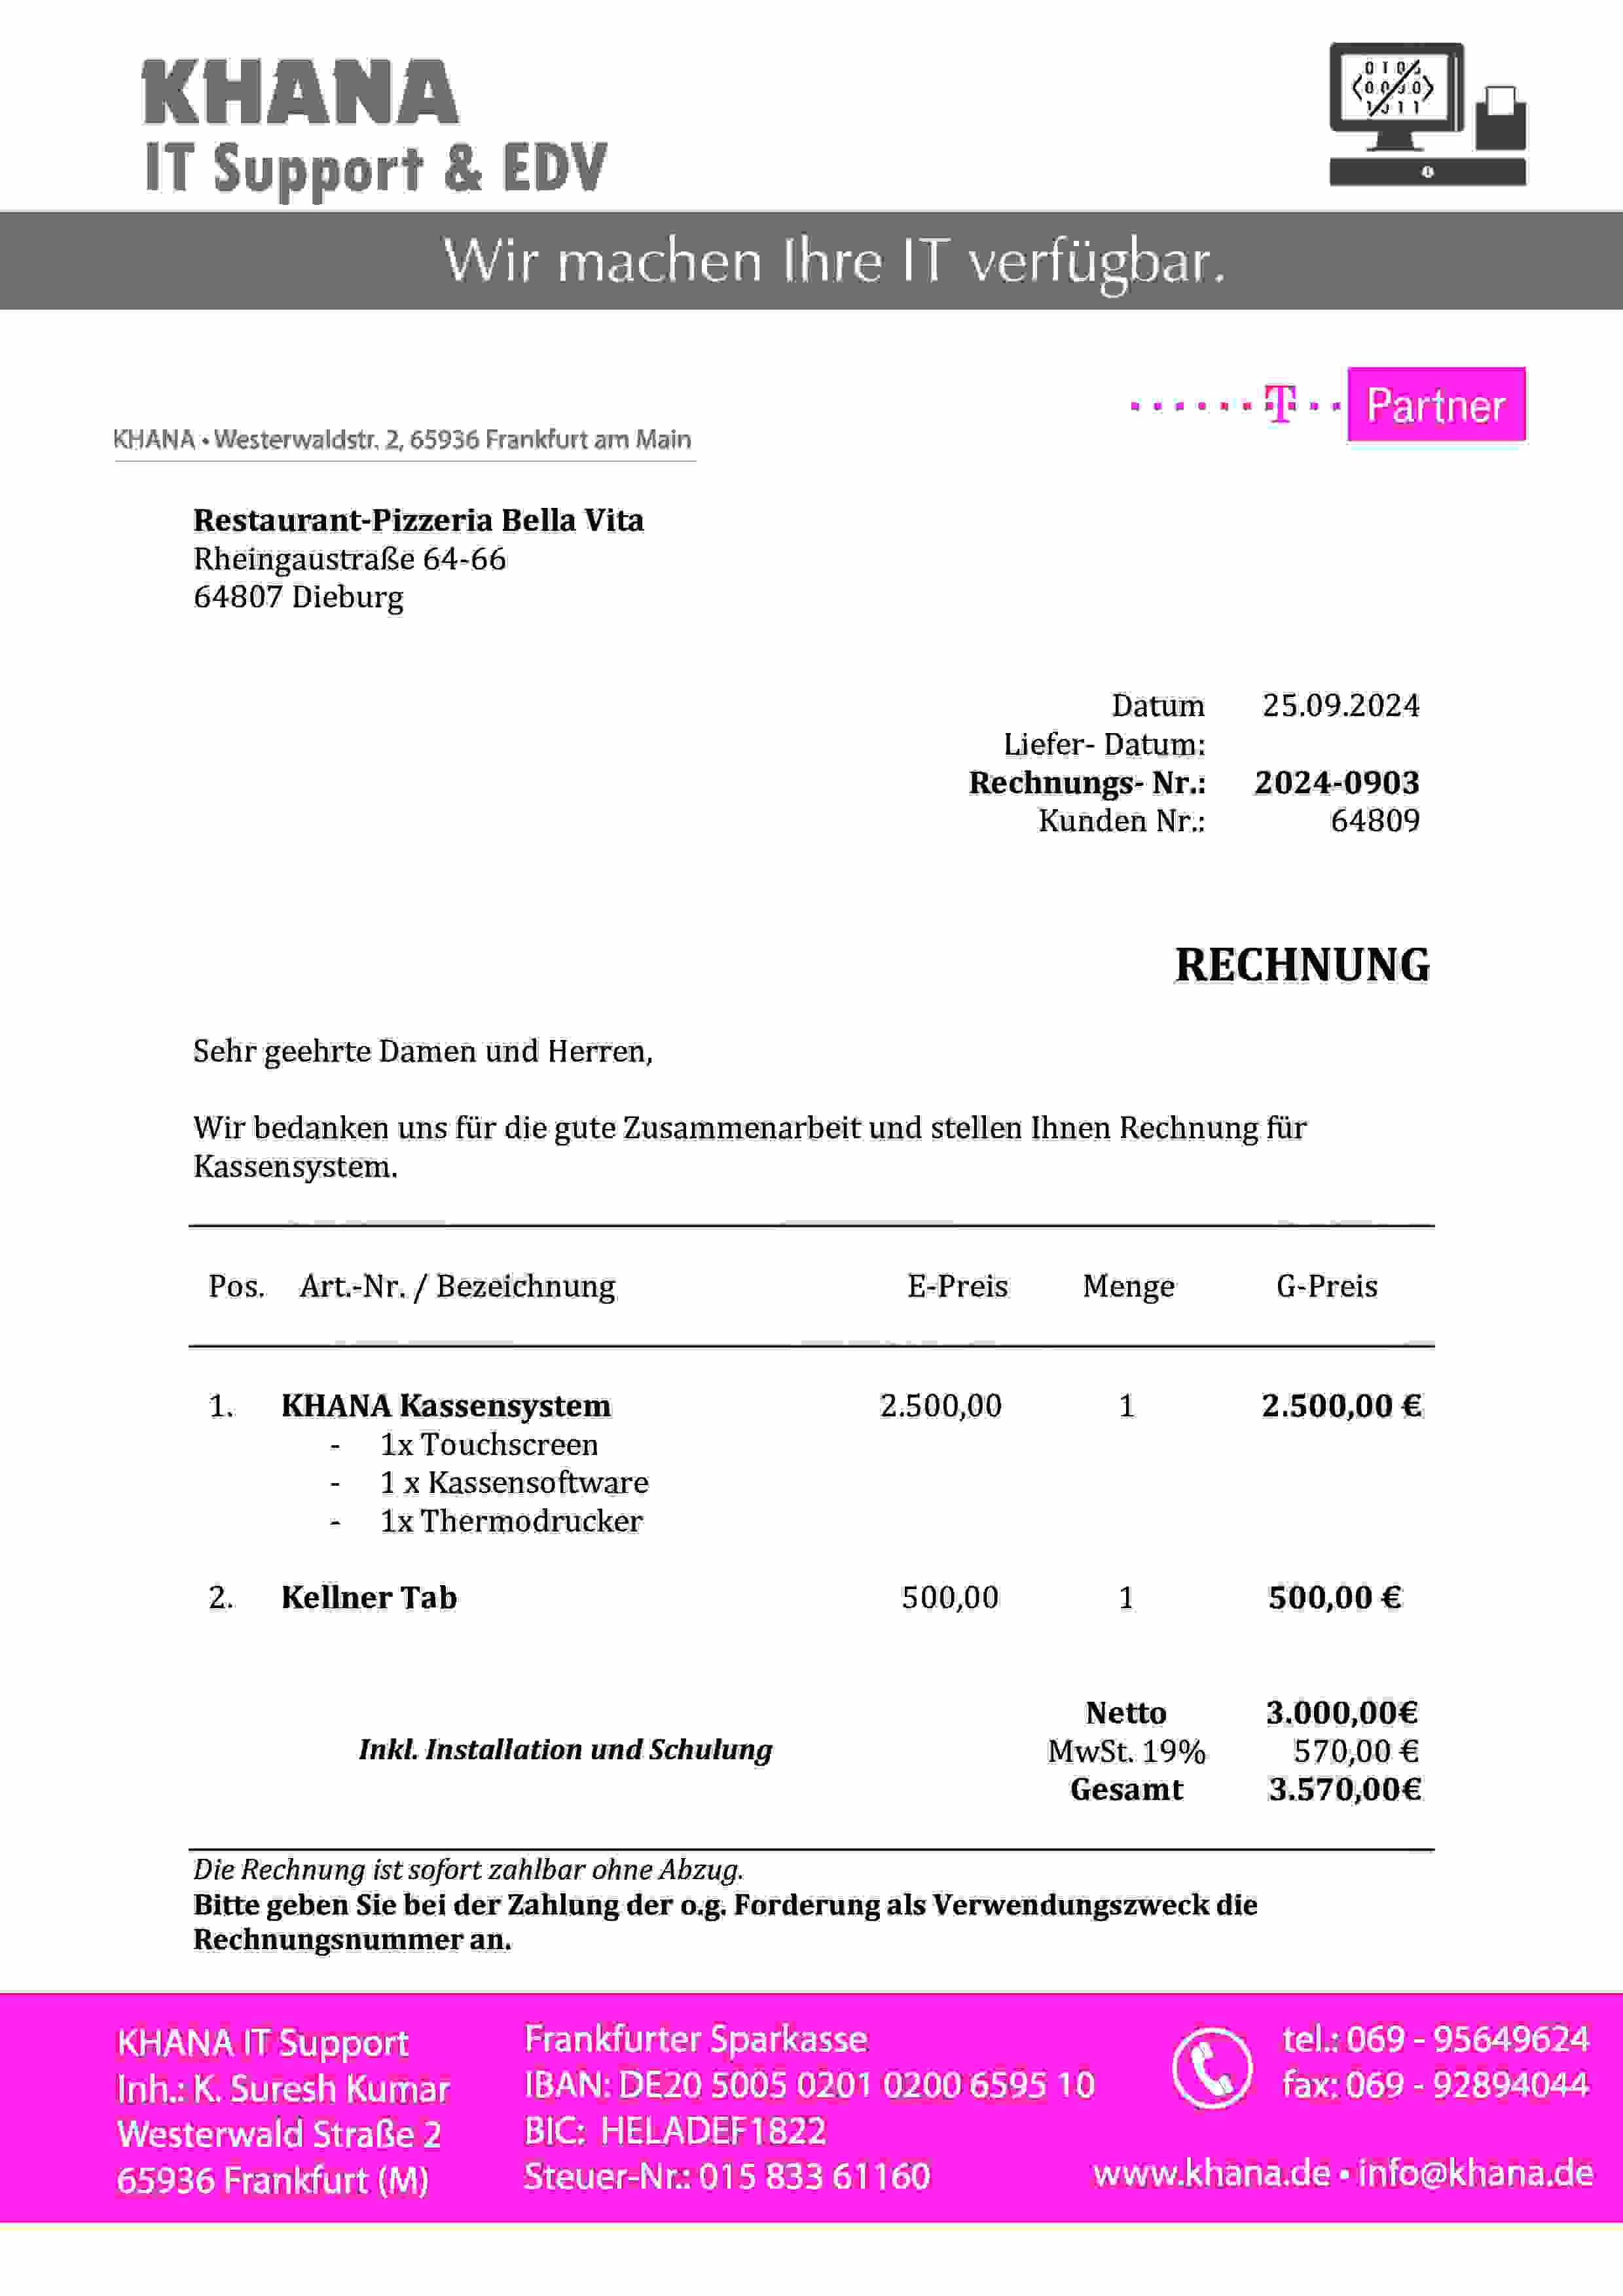 KHANA
IT Support & EDV
Wir machen Ihre IT verfügbar.
T Partner
KHANA • Westerwaldstr. 2, 65936 Frankfurt am Main
Restaurant-Pizzeria Bella Vita
Rheingaustraße 64-66
64807 Dieburg
Datum 25.09.2024
Liefer- Datum:
Rechnungs- Nr.: 2024-0903
Kunden Nr.: 64809
RECHNUNG
Sehr geehrte Damen und Herren,
Wir bedanken uns für die gute Zusammenarbeit und stellen Ihnen Rechnung für
Kassensystem.
Pos. Art.-Nr. / Bezeichnung E-Preis Menge G-Preis
1. KHANA Kassensystem 2.500,00 1 2.500,00 €
- 1x Touchscreen
- 1 x Kassensoftware
- 1x Thermodrucker
2. Kellner Tab 500,00 1 500,00 €
Netto 3.000,00€
Inkl. Installation und Schulung MwSt. 19% 570,00 €
Gesamt 3.570,00€
Die Rechnung ist sofort zahlbar ohne Abzug.
Bitte geben Sie bei der Zahlung der o.g. Forderung als Verwendungszweck die
Rechnungsnummer an.
KHANA IT Support
Inh.: K. Suresh Kumar
Westerwald Straße 2
65936 Frankfurt (M)
Frankfurter Sparkasse
IBAN: DE20 5005 0201 0200 6595 10
BIC: HELADEF1822
Steuer-Nr.: 015 833 61160
tel.: 069 - 95649624
fax: 069 - 92894044
www.khana.de • info@khana.de